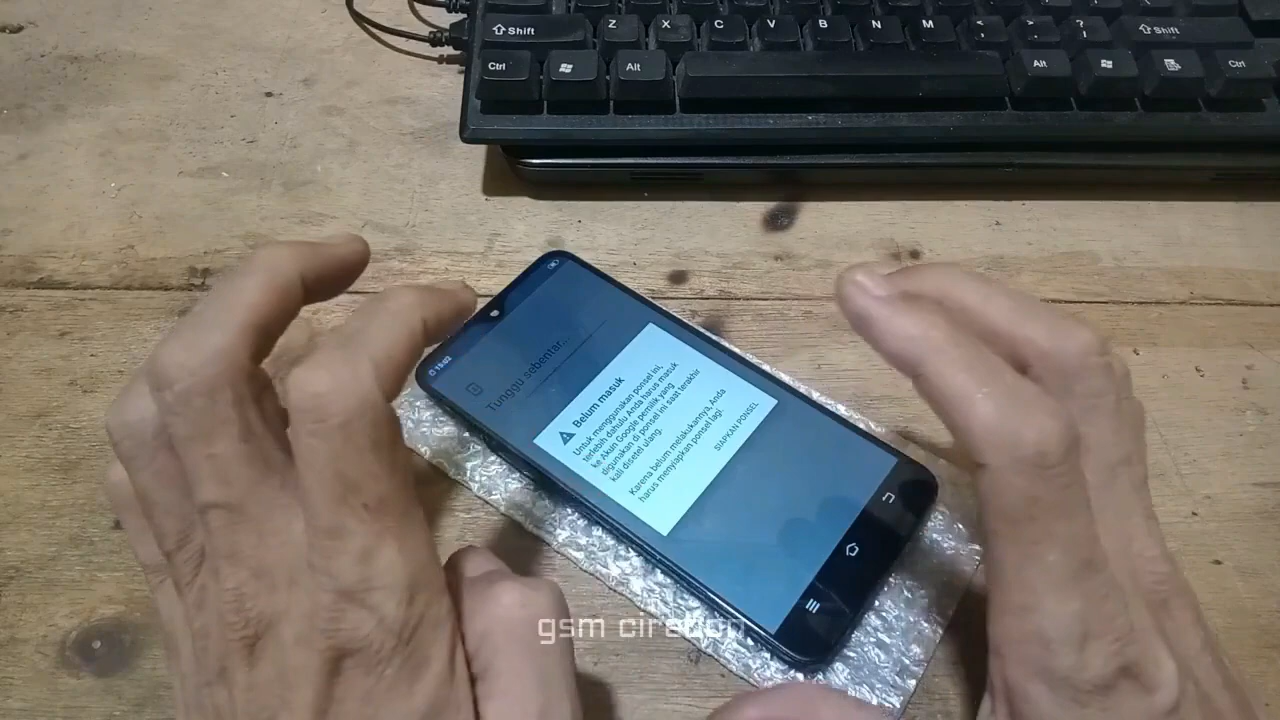 Shift
Z X C V B N M < > ?
, . /
Shift
Ctrl
Alt
Alt
Ctrl
Tunggu sebentar...
Belum masuk
Untuk menggunakan ponsel ini,
terlebih dahulu Anda harus masuk
ke Akun Google pemilik yang
digunakan di ponsel ini saat terakhir
kali disetel ulang.
Karena belum melakukannya, Anda
harus menyiapkan ponsel lagi.
SIAPKAN PONSEL
gsm cirebon